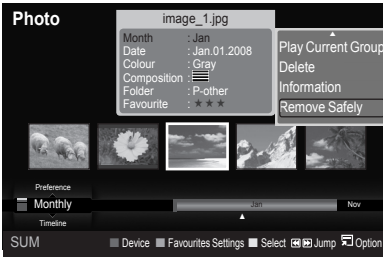 Photo
image_1.jpg
Month : Jan
Date : Jan.01.2008
Colour : Gray
Composition :
Folder : P-other
Favourite : ★ ★ ★
Play Current Group
Delete
Information
Remove Safely
Preference
Monthly
Timeline
Jan
Nov
SUM
Device
Favourites Settings
Select
Jump
Option